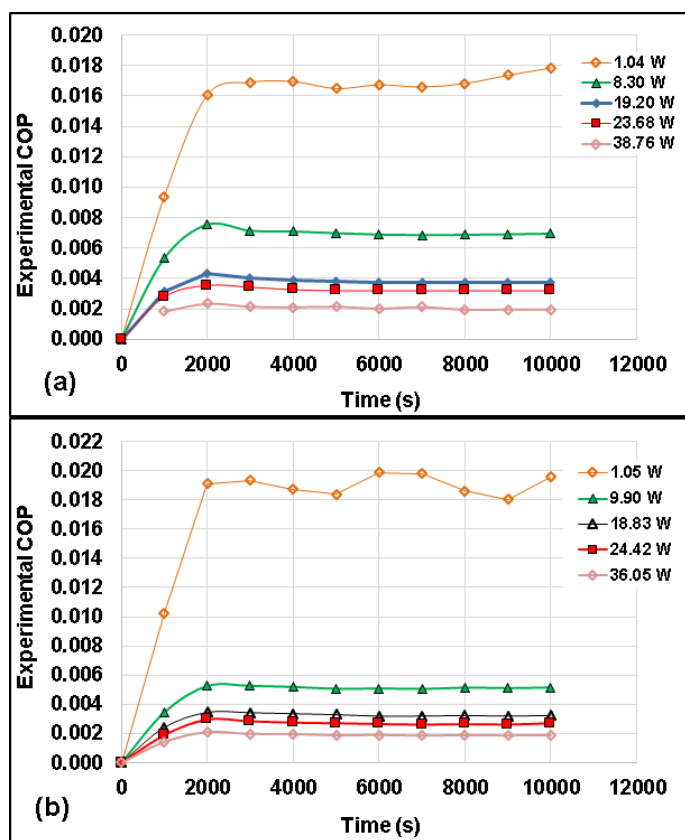 0.020
0.018
0.016
0.014
0.012
0.010
0.008
0.006
0.004
0.002
0.000
Experimental COP
1.04 W
8.30 W
19.20 W
23.68 W
38.76 W
0 2000 4000 6000 8000 10000 12000
(a)
Time (s)
0.022
0.020
0.018
0.016
0.014
0.012
0.010
0.008
0.006
0.004
0.002
0.000
Experimental COP
1.05 W
9.90 W
18.83 W
24.42 W
36.05 W
0 2000 4000 6000 8000 10000 12000
(b)
Time (s)